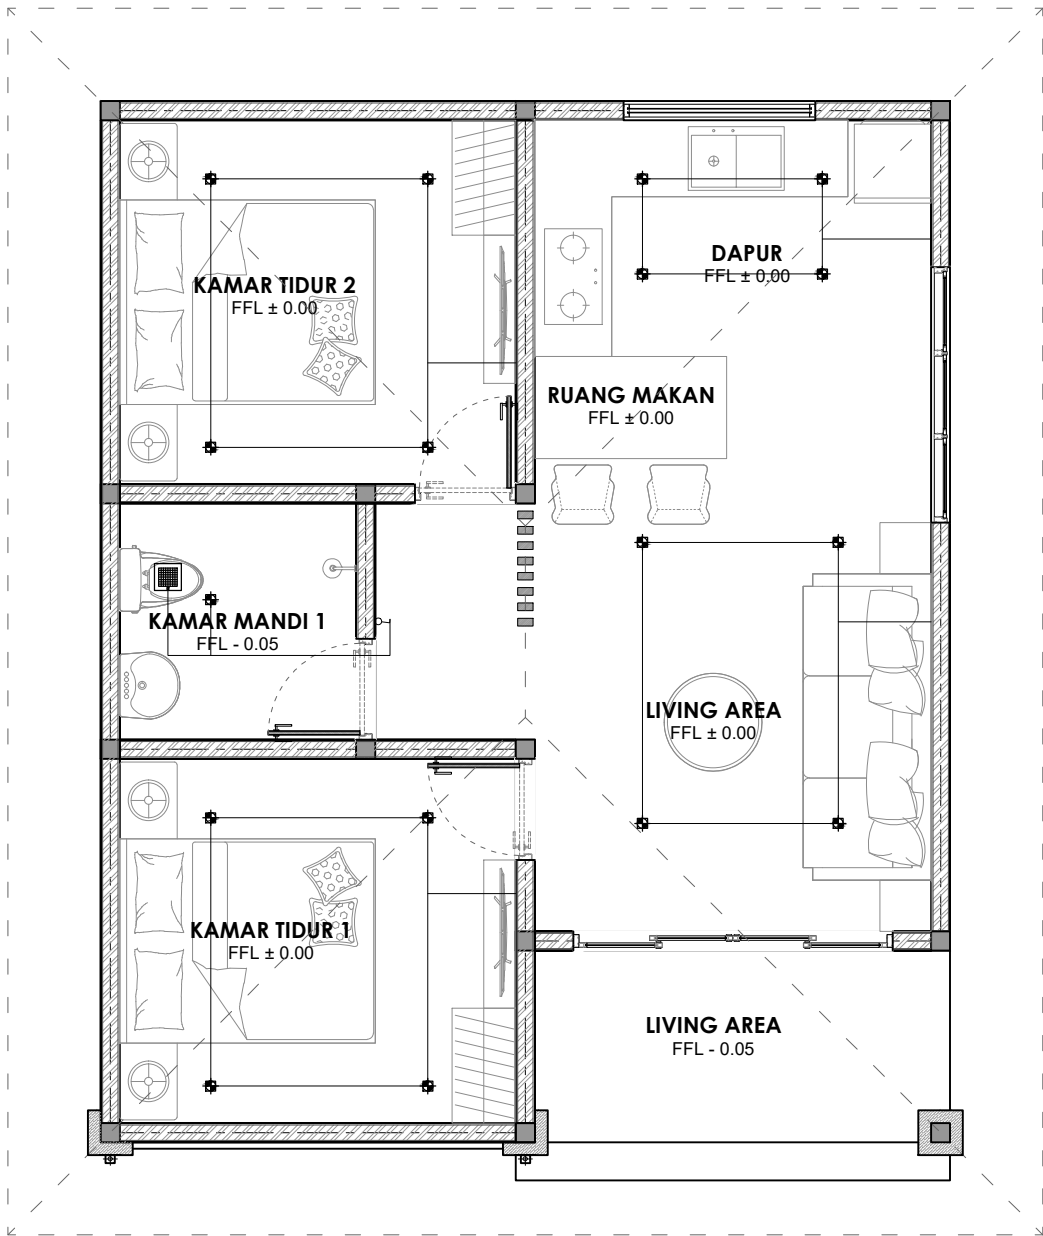 DAPUR
FFL ± 0.00
KAMAR TIDUR 2
FFL ± 0.00
RUANG MAKAN
FFL ± 0.00
KAMAR MANDI 1
FFL - 0.05
LIVING AREA
FFL ± 0.00
KAMAR TIDUR 1
FFL ± 0.00
LIVING AREA
FFL - 0.05